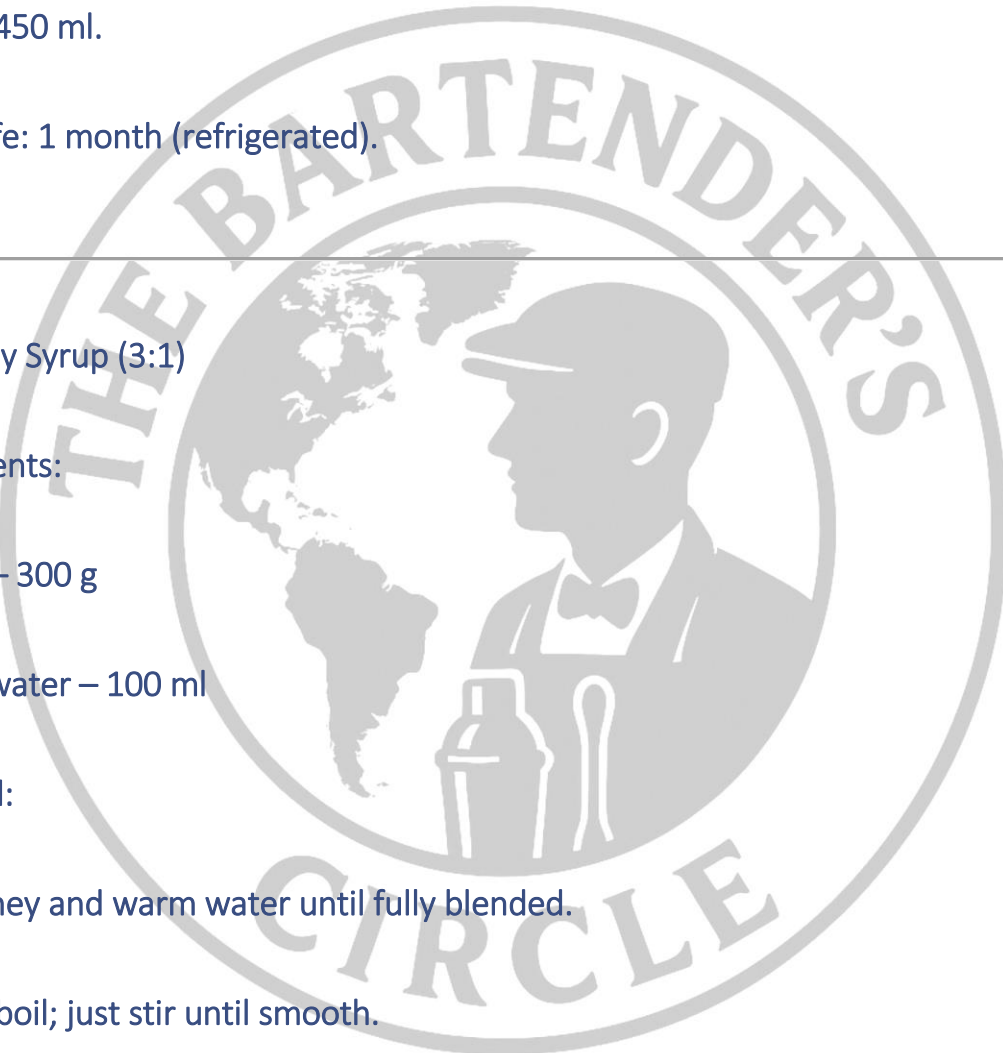 450 ml.
fe: 1 month (refrigerated).
y Syrup (3:1)
ents:
– 300 g
water – 100 ml
l:
ney and warm water until fully blended.
boil; just stir until smooth.
THE BARTENDER'S
CIRCLE